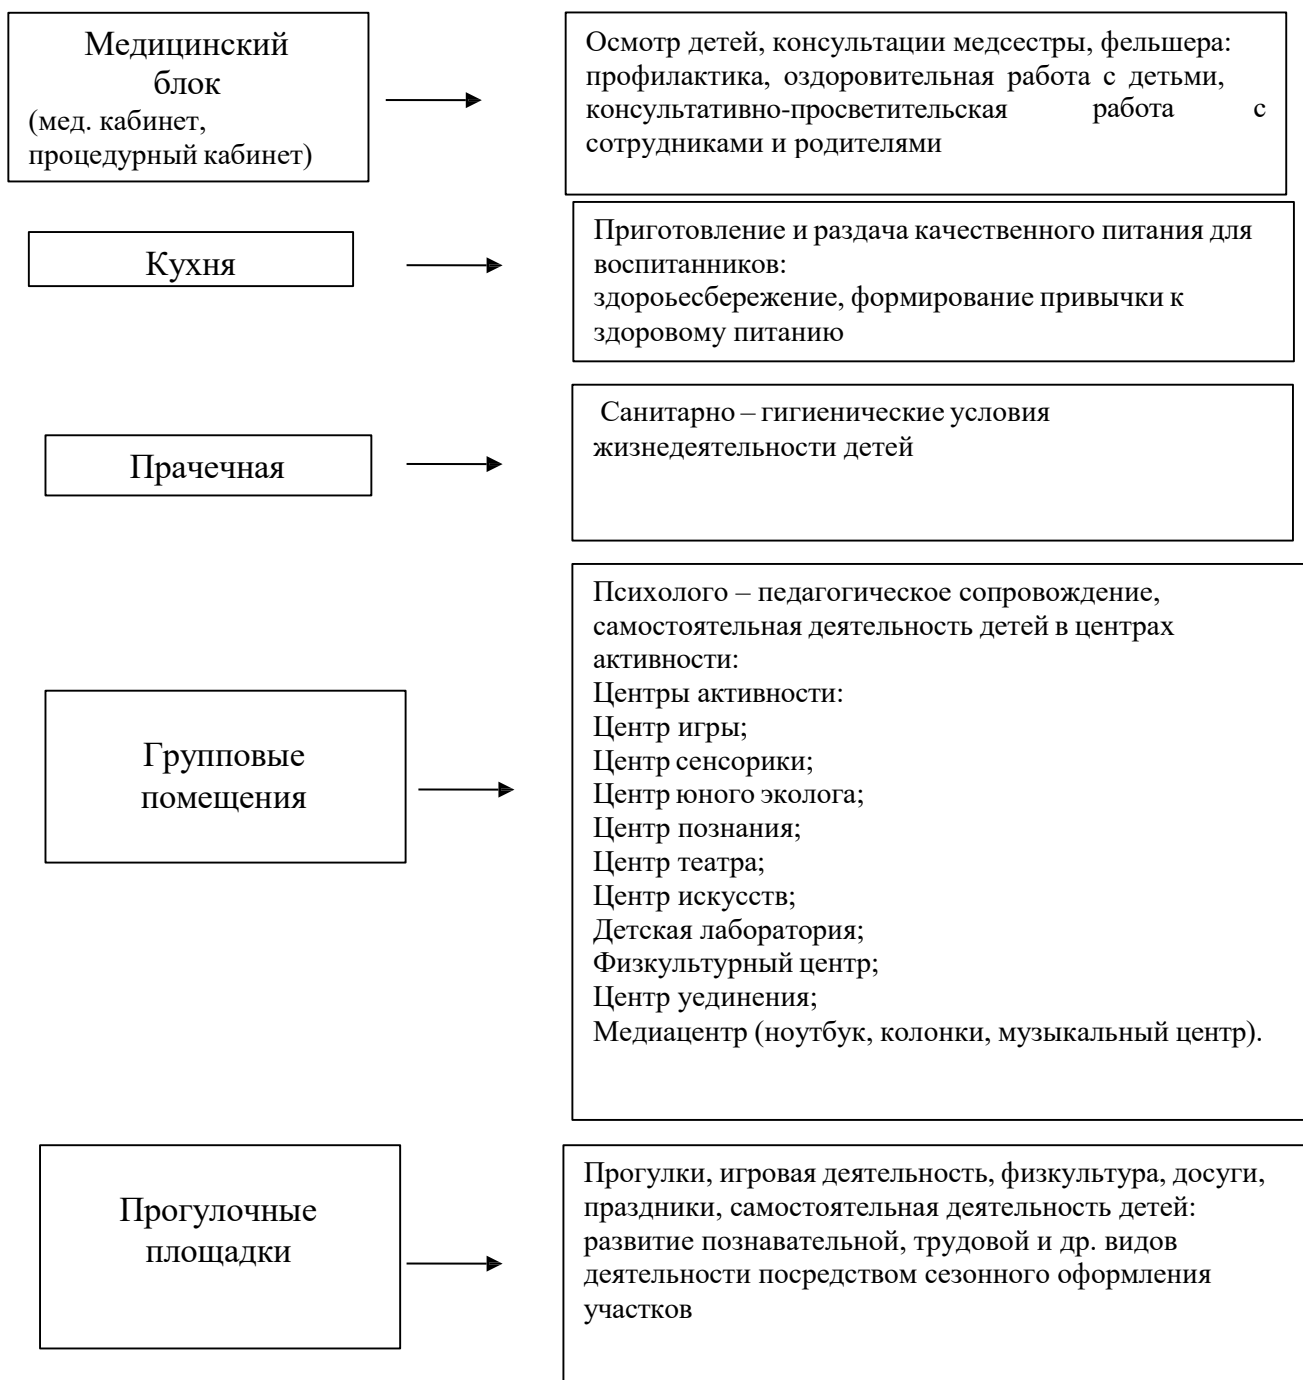 Медицинский
блок
(мед. кабинет,
процедурный кабинет)
Осмотр детей, консультации медсестры, фельшера:
профилактика, оздоровительная работа с детьми,
консультативно-просветительская работа с
сотрудниками и родителями
Кухня
Приготовление и раздача качественного питания для
воспитанников:
здороьесбережение, формирование привычки к
здоровому питанию
Прачечная
Санитарно – гигиенические условия
жизнедеятельности детей
Групповые
помещения
Психолого – педагогическое сопровождение,
самостоятельная деятельность детей в центрах
активности:
Центры активности:
Центр игры;
Центр сенсорики;
Центр юного эколога;
Центр познания;
Центр театра;
Центр искусств;
Детская лаборатория;
Физкультурный центр;
Центр уединения;
Медиацентр (ноутбук, колонки, музыкальный центр).
Прогулочные
площадки
Прогулки, игровая деятельность, физкультура, досуги,
праздники, самостоятельная деятельность детей:
развитие познавательной, трудовой и др. видов
деятельности посредством сезонного оформления
участков